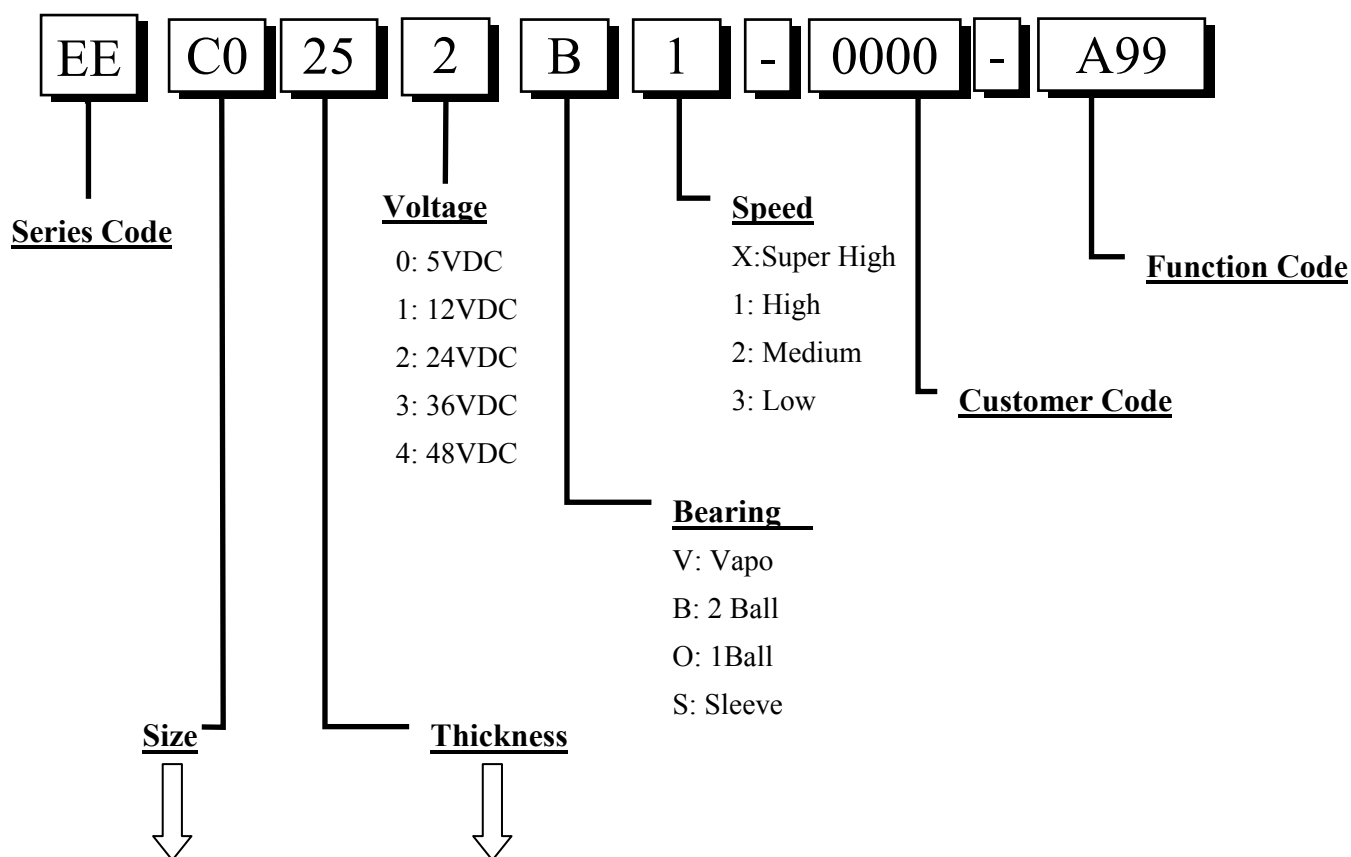 EE C0 25 2 B 1 - 0000 - A99
Series Code
Voltage
0: 5VDC
1: 12VDC
2: 24VDC
3: 36VDC
4: 48VDC
Speed
X:Super High
1: High
2: Medium
3: Low
Function Code
Customer Code
Bearing
V: Vapo
B: 2 Ball
O: 1Ball
S: Sleeve
Size
Thickness